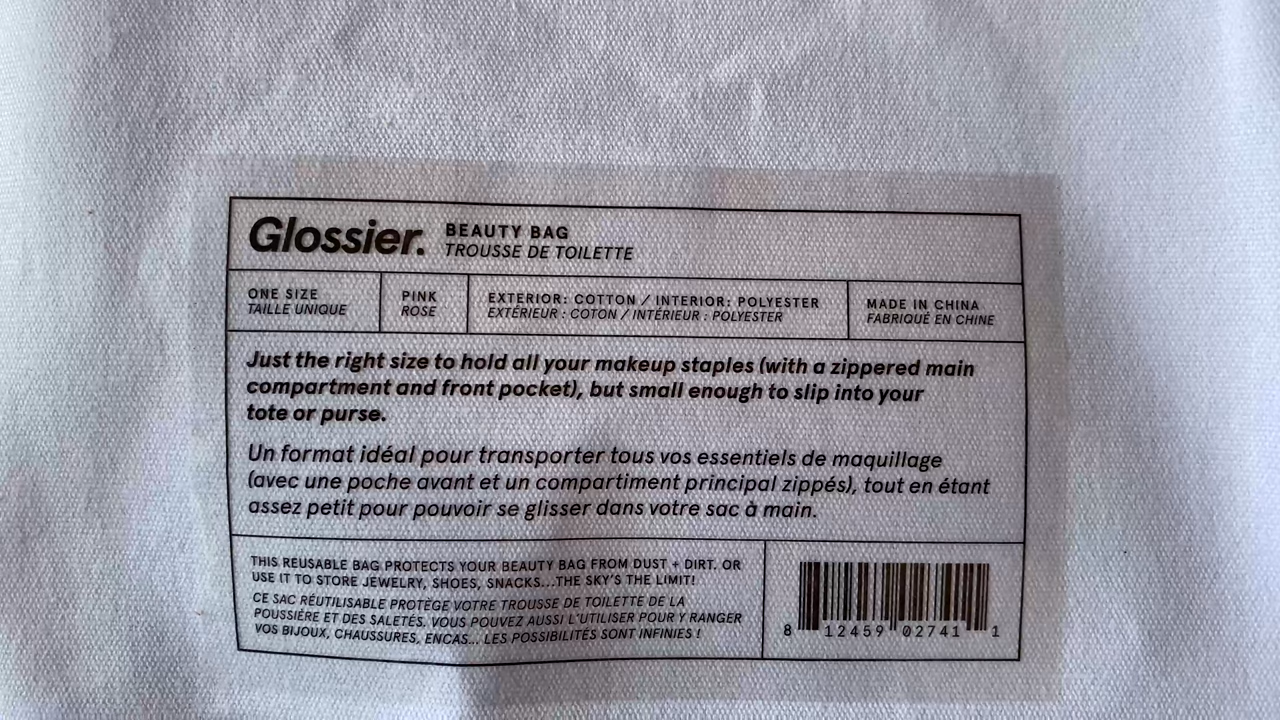 Glossier.
BEAUTY BAG
TROUSSE DE TOILETTE
ONE SIZE
TAILLE UNIQUE
PINK
ROSE
EXTERIOR: COTTON / INTERIOR: POLYESTER
EXTÉRIEUR : COTON / INTÉRIEUR : POLYESTER
MADE IN CHINA
FABRIQUÉ EN CHINE
Just the right size to hold all your makeup staples (with a zippered main
compartment and front pocket), but small enough to slip into your
tote or purse.
Un format idéal pour transporter tous vos essentiels de maquillage
(avec une poche avant et un compartiment principal zippés), tout en étant
assez petit pour pouvoir se glisser dans votre sac à main.
THIS REUSABLE BAG PROTECTS YOUR BEAUTY BAG FROM DUST + DIRT. OR
USE IT TO STORE JEWELRY, SHOES, SNACKS...THE SKY'S THE LIMIT!
CE SAC RÉUTILISABLE PROTÈGE VOTRE TROUSSE DE TOILETTE DE LA
POUSSIÈRE ET DES SALETÉS. VOUS POUVEZ AUSSI L'UTILISER POUR Y RANGER
VOS BIJOUX, CHAUSSURES, ENCAS... LES POSSIBILITÉS SONT INFINIES !
8 12459 02741 1